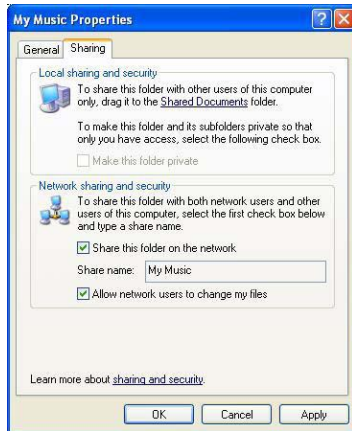 My Music Properties
General Sharing
Local sharing and security
To share this folder with other users of this computer
only, drag it to the Shared Documents folder.
To make this folder and its subfolders private so that
only you have access, select the following check box.
Make this folder private
Network sharing and security
To share this folder with both network users and other
users of this computer, select the first check box below
and type a share name.
Share this folder on the network
Share name: My Music
Allow network users to change my files
Learn more about sharing and security.
OK Cancel Apply